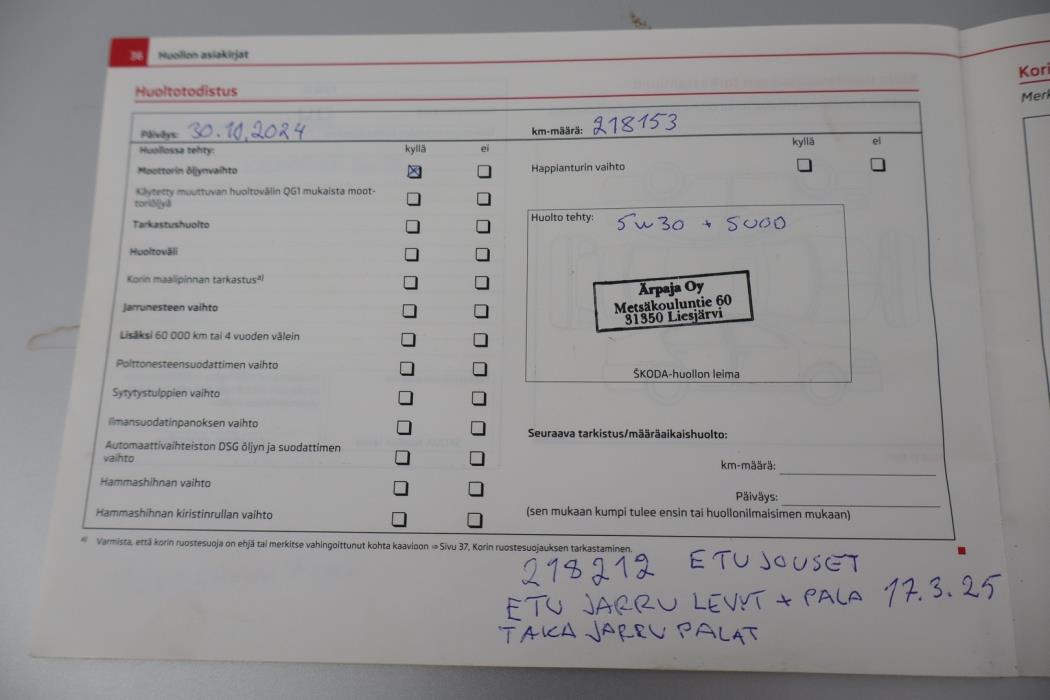 36 Huollon asiakirjat
Huoltotodistus
Päiväys: 30.10.2024
km-määrä: 218153
Huollossa tehty: kyllä ei
kyllä ei
Moottorin öljynvaihto
Happianturin vaihto
Käytetty muuttuvan huoltovälin QG1 mukaista moot-
toriöljyä
Tarkastushuolto
Huoltoväli
Korin maalipinnan tarkastus a)
Jarrunesteen vaihto
Lisäksi 60 000 km tai 4 vuoden välein
Polttonesteensuodattimen vaihto
Sytytystulppien vaihto
Ilmansuodatinpanoksen vaihto
Automaattivaihteiston DSG öljyn ja suodattimen
vaihto
Hammashihnan vaihto
Hammashihnan kiristinrullan vaihto
Huolto tehty: 5W30 + SUOD
Ärpaja Oy
Metsäkouluntie 60
31350 Liesjärvi
ŠKODA-huollon leima
Seuraava tarkistus/määräaikaishuolto:
km-määrä:
Päiväys:
(sen mukaan kumpi tulee ensin tai huollonilmaisimen mukaan)
a) Varmista, että korin ruostesuoja on ehjä tai merkitse vahingoittunut kohta kaavioon ⇒ Sivu 37, Korin ruostesuojauksen tarkastaminen.
218212 ETU JOUSET
ETU JARRU LEVYT + PALA 17.3.25
TAKA JARRU PALAT
Kori
Merk